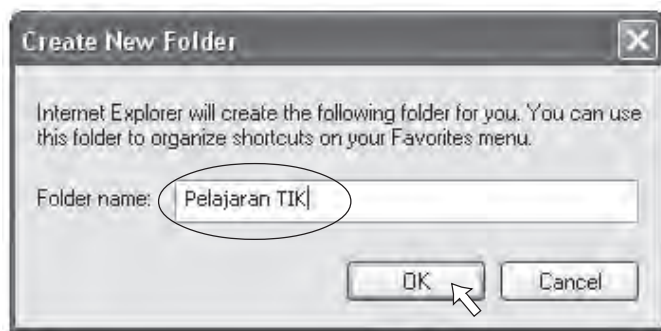 Create New Folder
Internet Explorer will create the following folder for you. You can use
this folder to organize shortcuts on your Favorites menu.
Folder name: Pelajaran TIK
OK Cancel